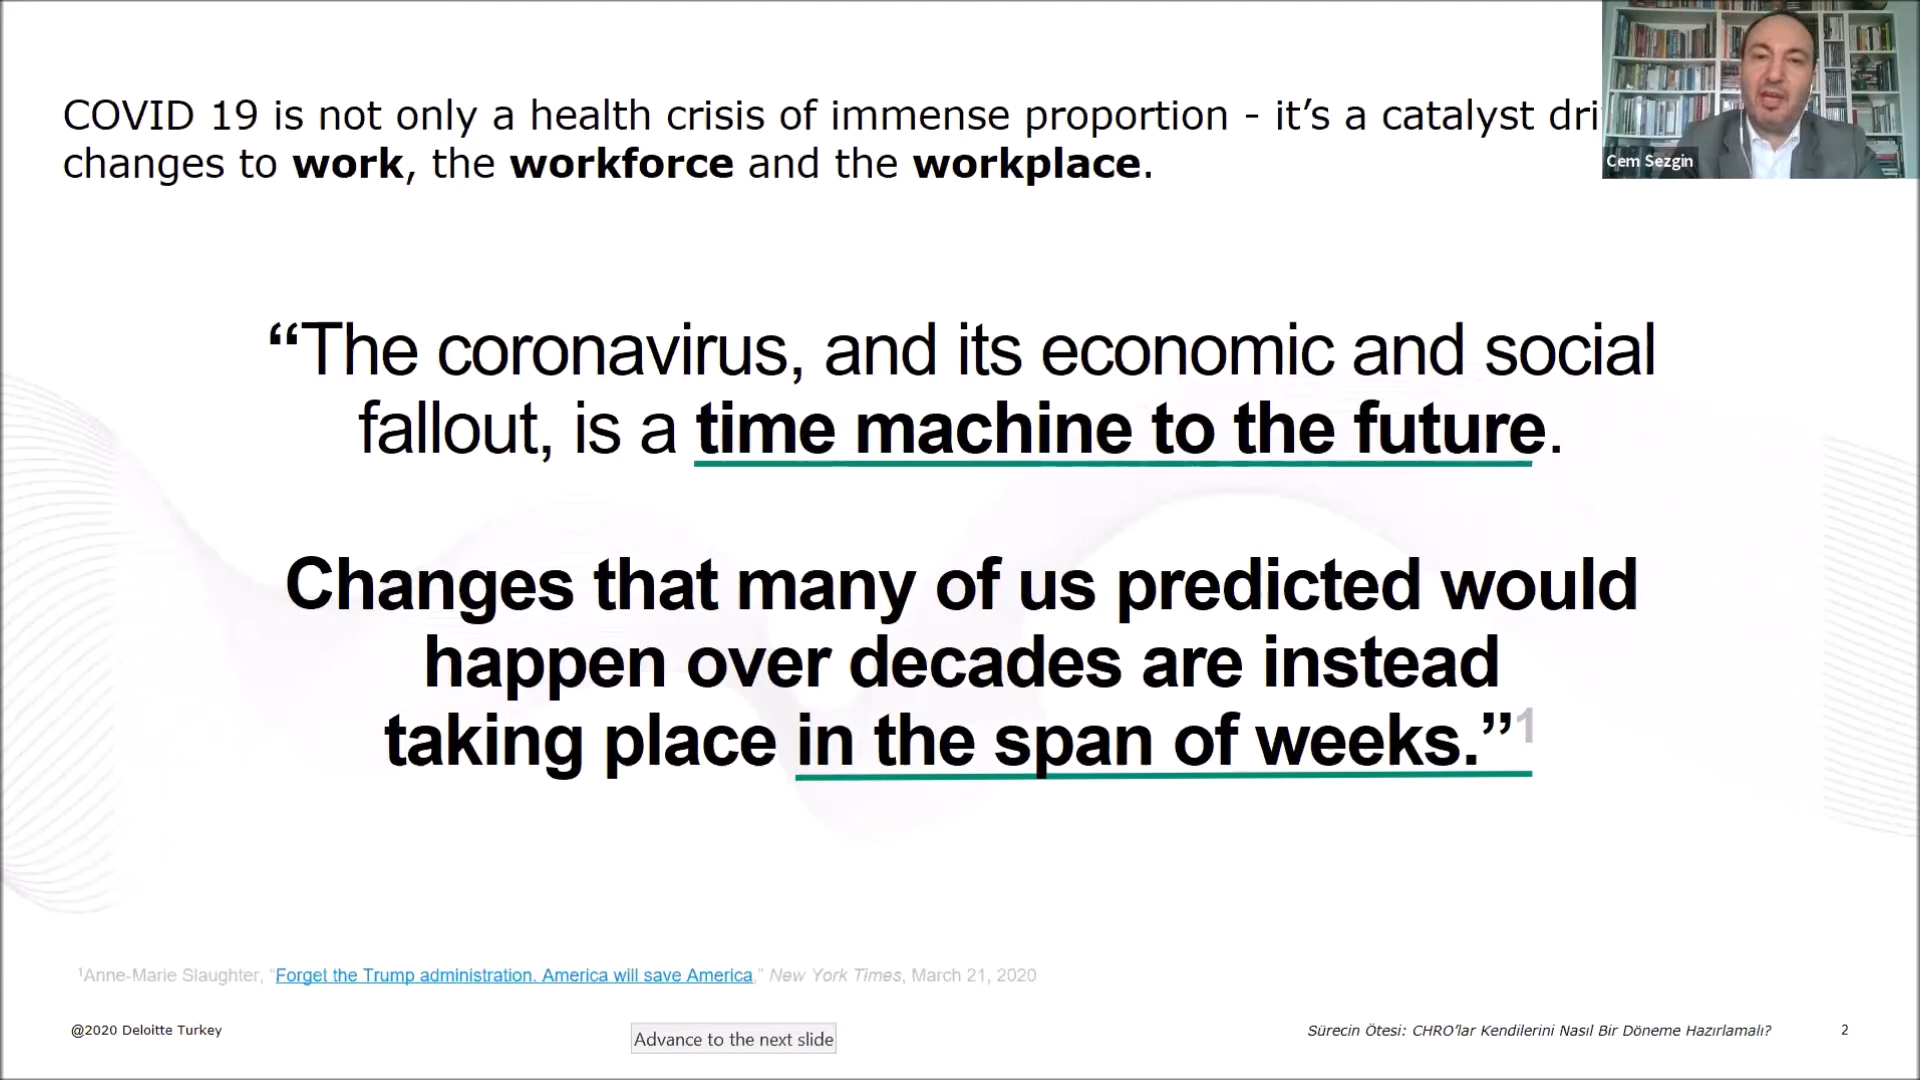 COVID 19 is not only a health crisis of immense proportion - it’s a catalyst
changes to work, the workforce and the workplace.
Cem Sezgin
“The coronavirus, and its economic and social
fallout, is a time machine to the future.
Changes that many of us predicted would
happen over decades are instead
taking place in the span of weeks.”1
1Anne-Marie Slaughter, “Forget the Trump administration. America will save America,” New York Times, March 21, 2020
@2020 Deloitte Turkey
Advance to the next slide
Sürecin Ötesi: CHRO’lar Kendilerini Nasıl Bir Döneme Hazırlamalı?
2